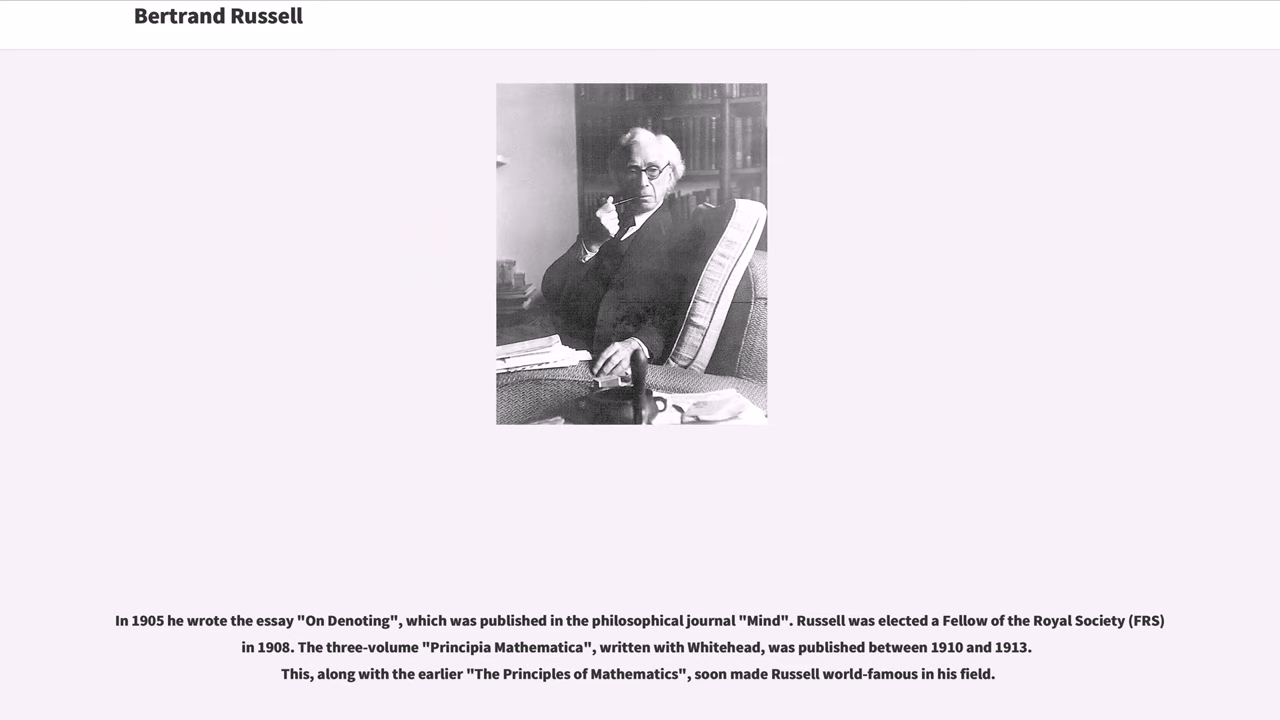 Bertrand Russell
In 1905 he wrote the essay "On Denoting", which was published in the philosophical journal "Mind". Russell was elected a Fellow of the Royal Society (FRS)
in 1908. The three-volume "Principia Mathematica", written with Whitehead, was published between 1910 and 1913.
This, along with the earlier "The Principles of Mathematics", soon made Russell world-famous in his field.